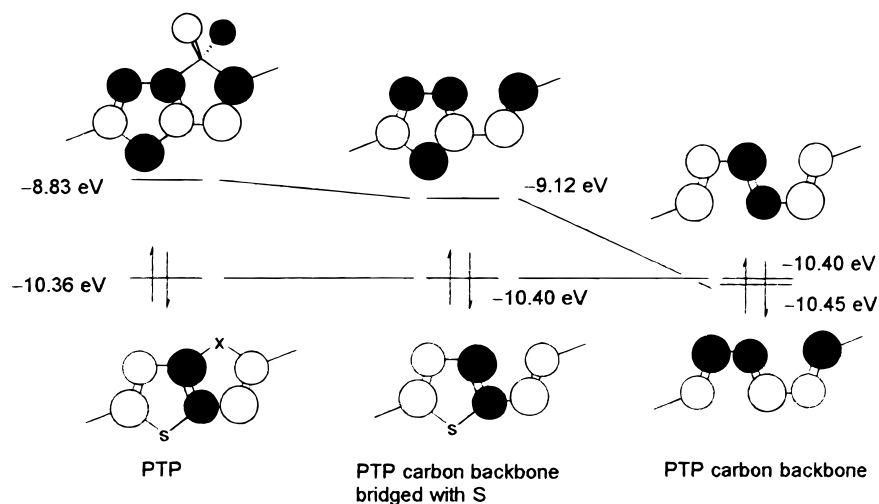 −8.83 eV
−9.12 eV
−10.36 eV
−10.40 eV
−10.40 eV
−10.45 eV
X
S
S
PTP
PTP carbon backbone
bridged with S
PTP carbon backbone